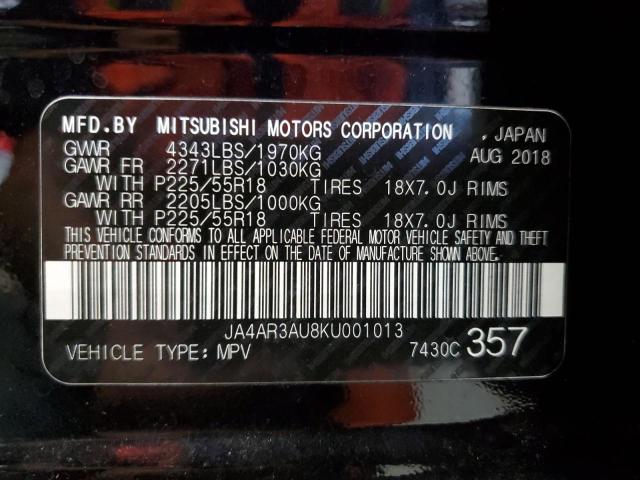 MFD.BY MITSUBISHI MOTORS CORPORATION , JAPAN
GVWR 4343LBS/1970KG AUG 2018
GAWR FR 2271LBS/1030KG
WITH P225/55R18 TIRES 18X7.0J RIMS
GAWR RR 2205LBS/1000KG
WITH P225/55R18 TIRES 18X7.0J RIMS
THIS VEHICLE CONFORMS TO ALL APPLICABLE FEDERAL MOTOR VEHICLE SAFETY AND THEFT
PREVENTION STANDARDS IN EFFECT ON THE DATE OF MANUFACTURE SHOWN ABOVE.
JA4AR3AU8KU001013
VEHICLE TYPE: MPV 7430C 357